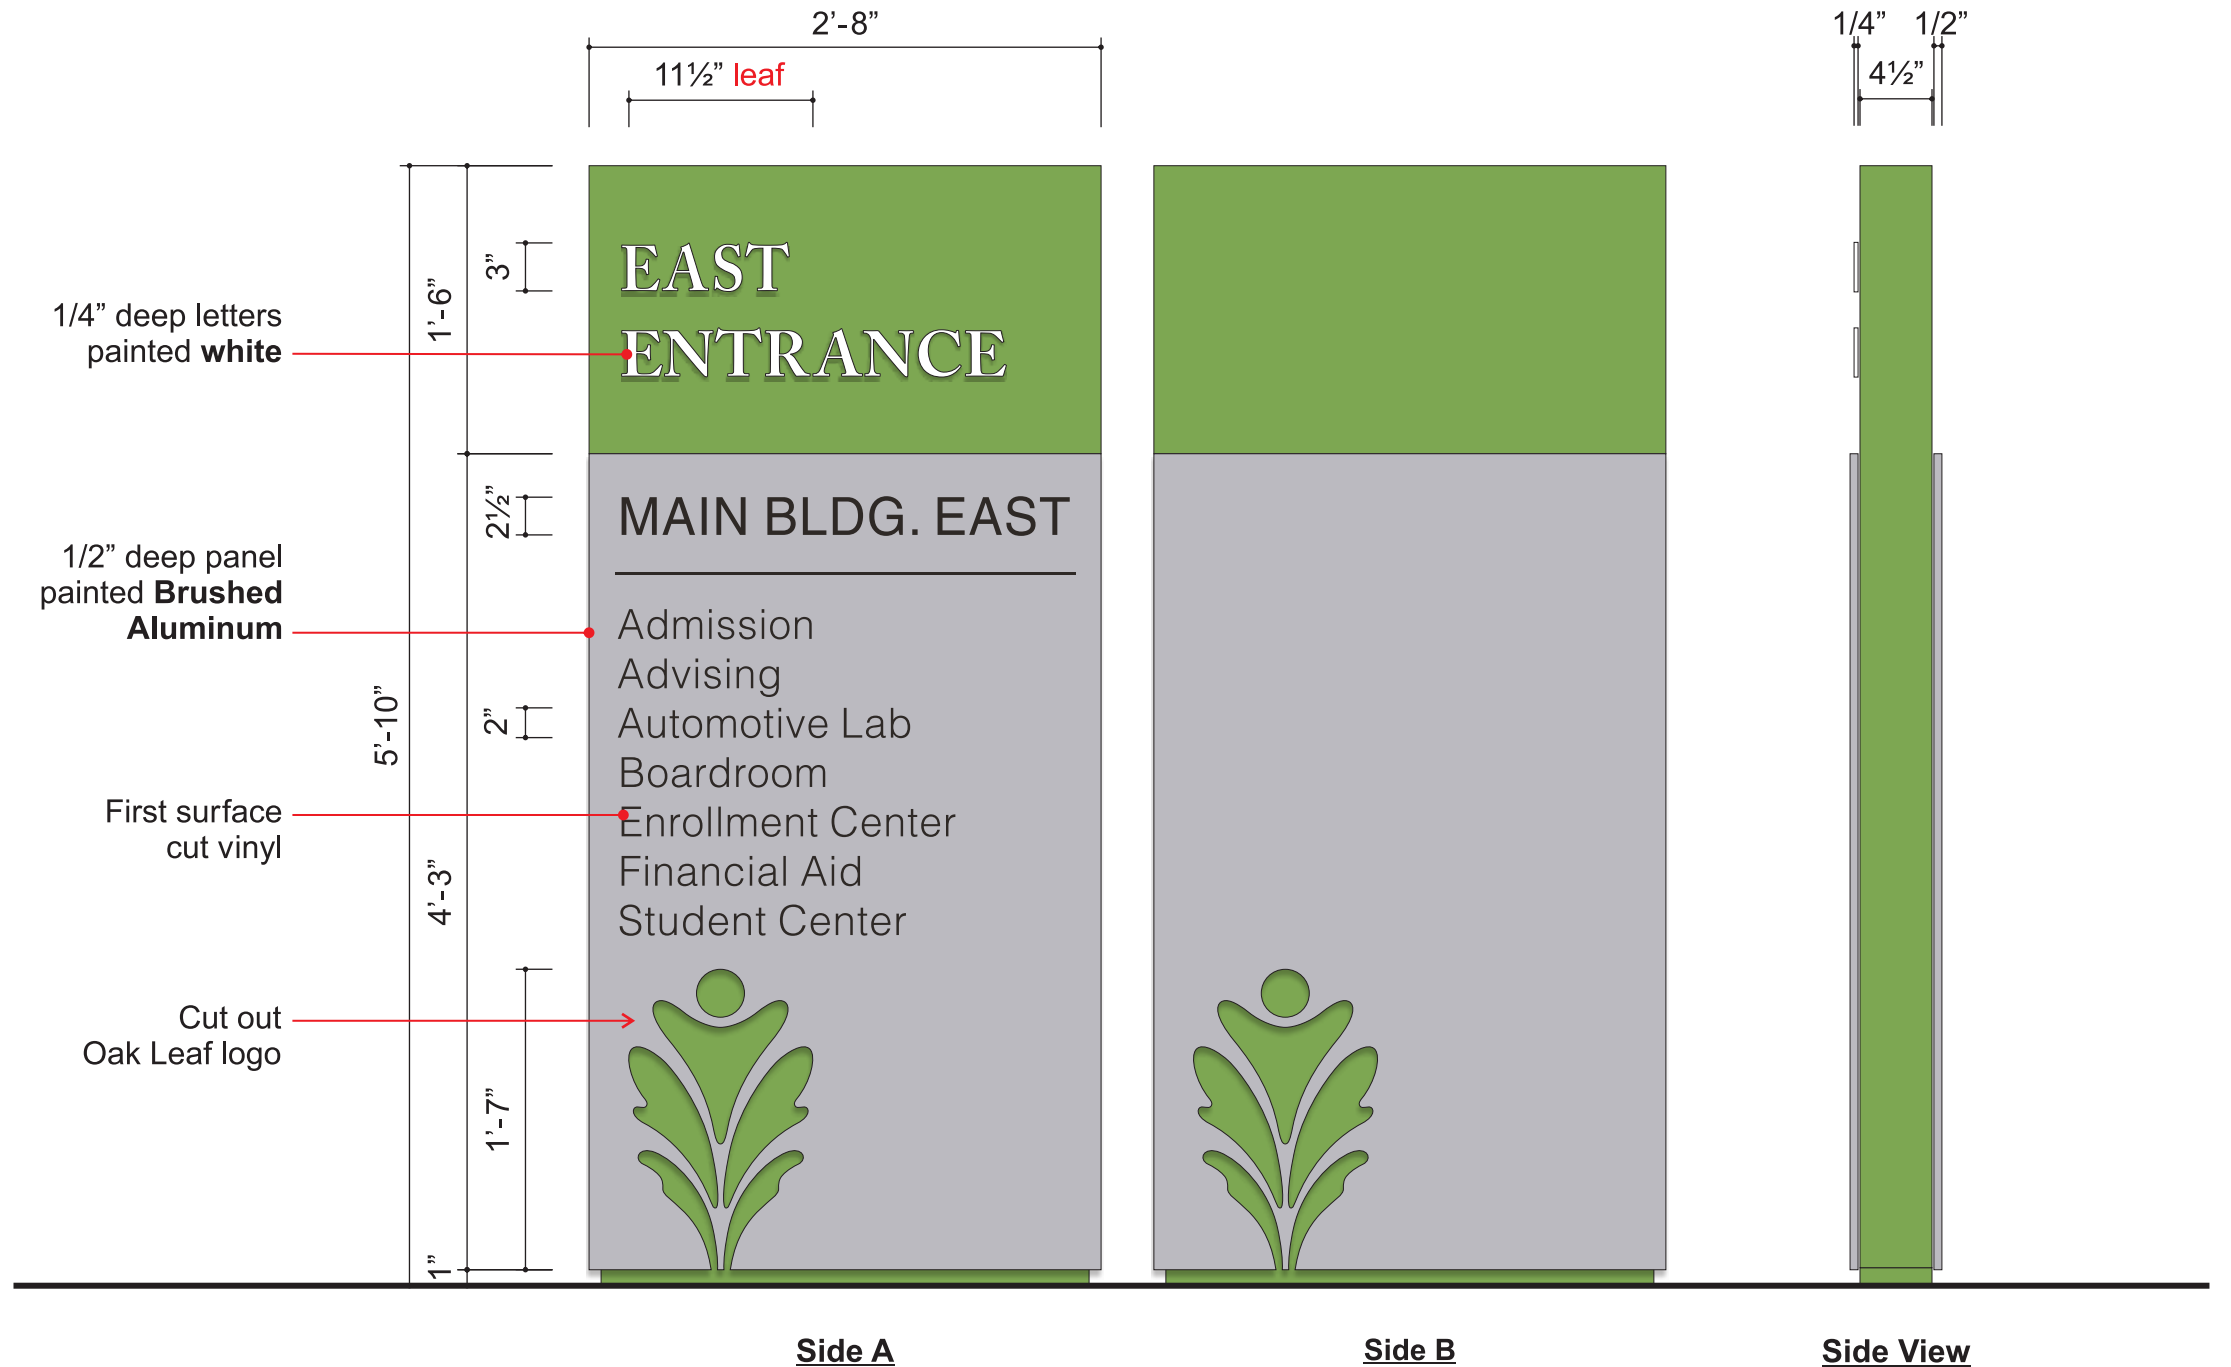 2’-8”
11½” leaf
1/4” 1/2”
4½”
EAST
ENTRANCE
3”
1’-6”
1/4” deep letters
painted white
MAIN BLDG. EAST
2½”
1/2” deep panel
painted Brushed
Aluminum
Admission
Advising
Automotive Lab
Boardroom
Enrollment Center
Financial Aid
Student Center
2”
5’-10”
First surface
cut vinyl
4’-3”
Cut out
Oak Leaf logo
1’-7”
1”
Side A
Side B
Side View